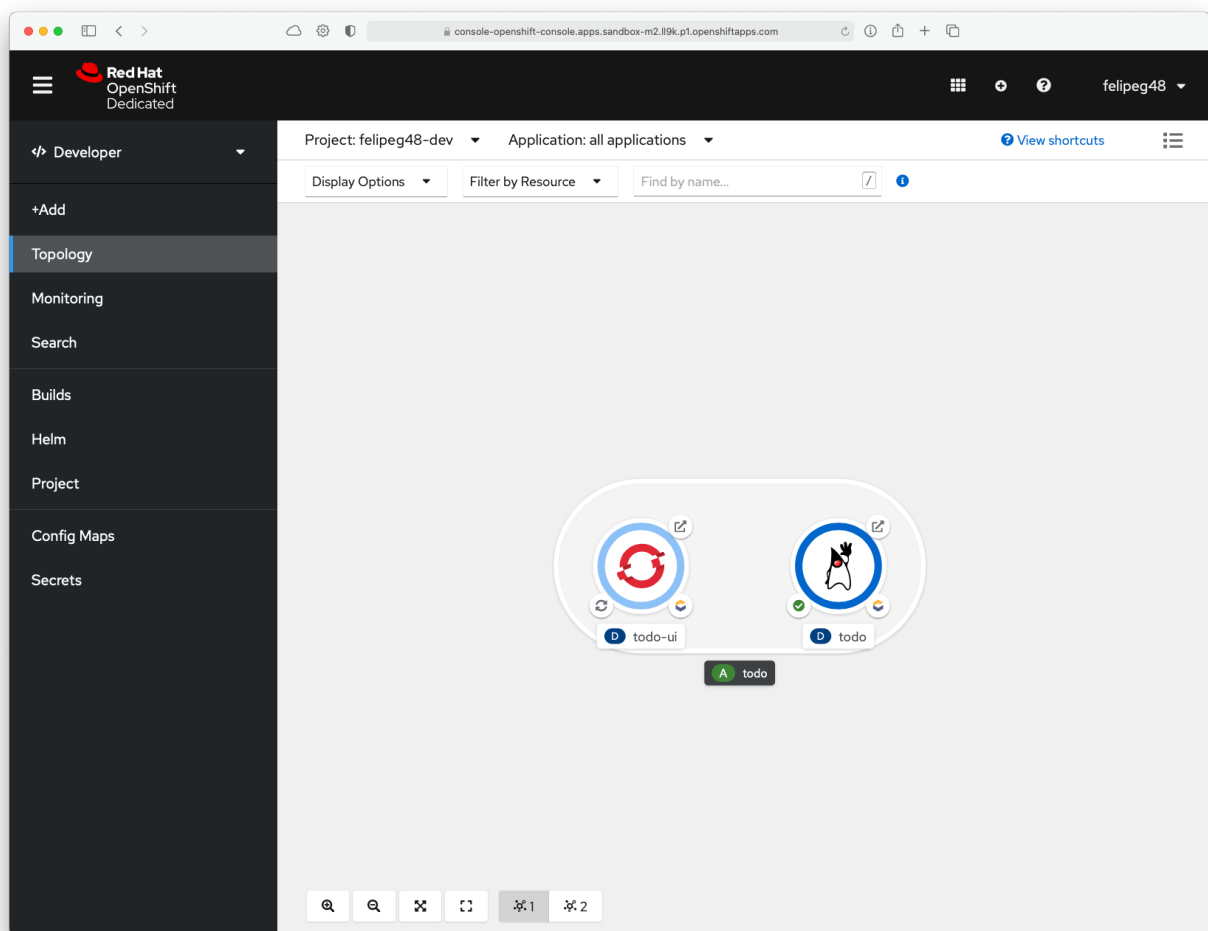 console-openshift-console.apps.sandbox-m2.ll9k.p1.openshiftapps.com
Red Hat
OpenShift
Dedicated
felipeg48
</> Developer
Project: felipeg48-dev
Application: all applications
View shortcuts
Display Options
Filter by Resource
Find by name...
/
+Add
Topology
Monitoring
Search
Builds
Helm
Project
Config Maps
Secrets
D todo-ui
D todo
A todo
1
2